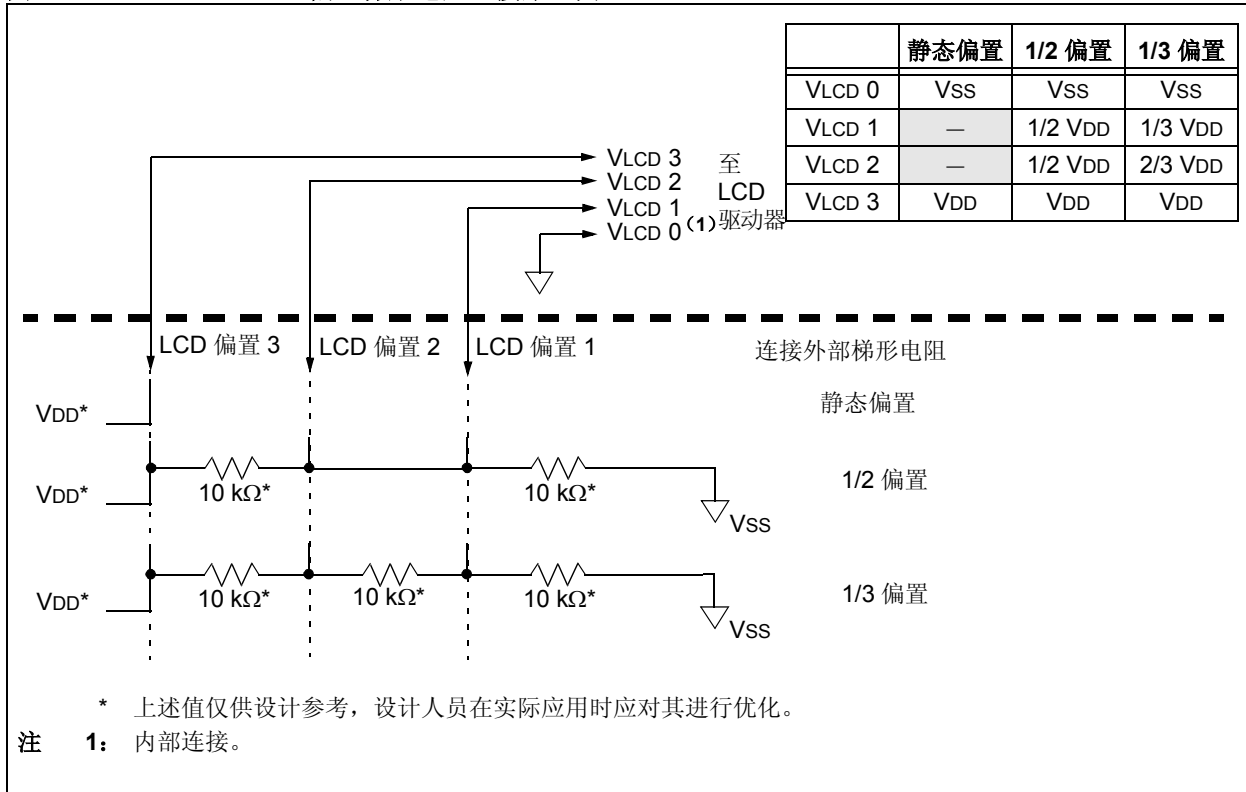 静态偏置 1/2 偏置 1/3 偏置
VLCD 0 VSS VSS VSS
VLCD 1 — 1/2 VDD 1/3 VDD
VLCD 2 — 1/2 VDD 2/3 VDD
VLCD 3 VDD VDD VDD
VLCD 3
VLCD 2
VLCD 1
VLCD 0 (1)
至
LCD
驱动器
LCD 偏置 3 LCD 偏置 2 LCD 偏置 1 连接外部梯形电阻
VDD* 静态偏置
VDD* 10 kΩ* 10 kΩ* VSS 1/2 偏置
VDD* 10 kΩ* 10 kΩ* 10 kΩ* VSS 1/3 偏置
* 上述值仅供设计参考，设计人员在实际应用时应对其进行优化。
注 1： 内部连接。